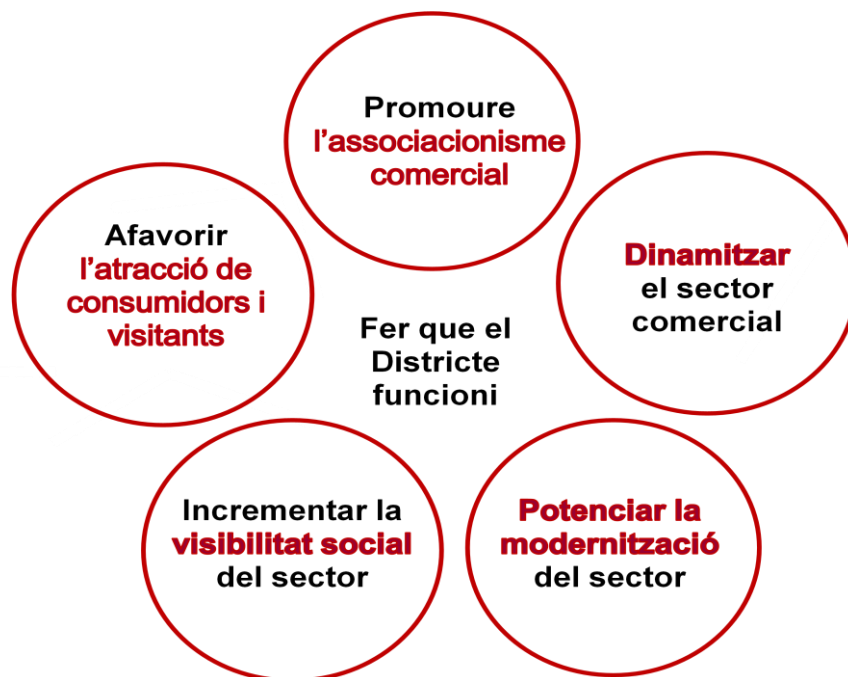 Promoure
l'associacionisme
comercial
Afavorir
l'atracció de
consumidors i
visitants
Dinamitzar
el sector
comercial
Fer que el
Districte
funcioni
Incrementar la
visibilitat social
del sector
Potenciar la
modernització
del sector